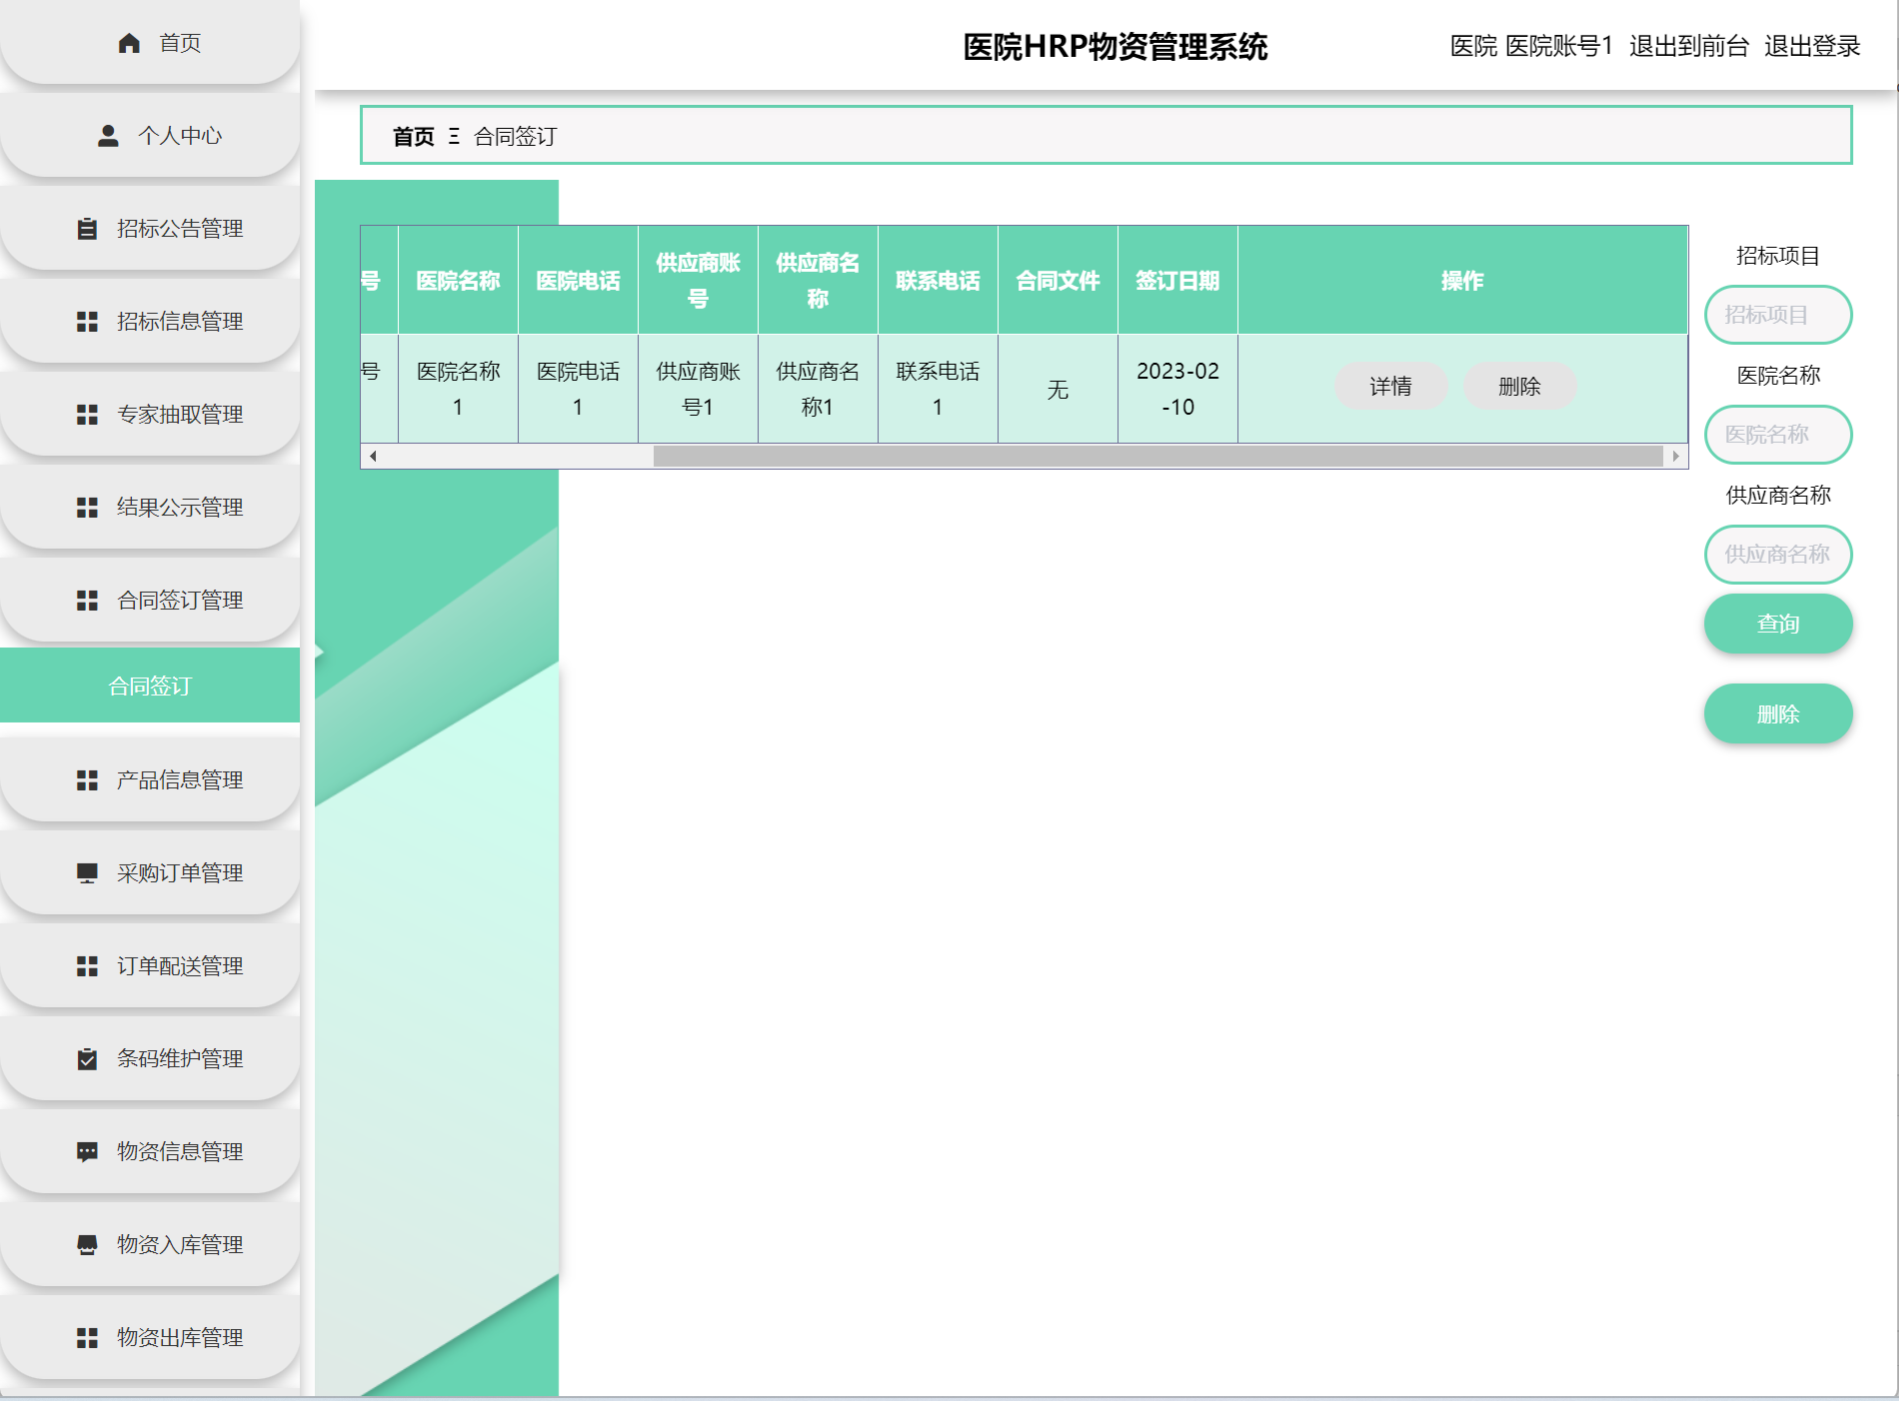 首页
个人中心
招标公告管理
招标信息管理
专家抽取管理
结果公示管理
合同签订管理
合同签订
产品信息管理
采购订单管理
订单配送管理
条码维护管理
物资信息管理
物资入库管理
物资出库管理
医院HRP物资管理系统
医院 医院账号1 退出到前台 退出登录
首页 Ξ 合同签订
号 医院名称 医院电话 供应商账号 供应商名称 联系电话 合同文件 签订日期 操作
号 医院名称1 医院电话1 供应商账号1 供应商名称1 联系电话1 无 2023-02-10 详情 删除
招标项目
招标项目
医院名称
医院名称
供应商名称
供应商名称
查询
删除